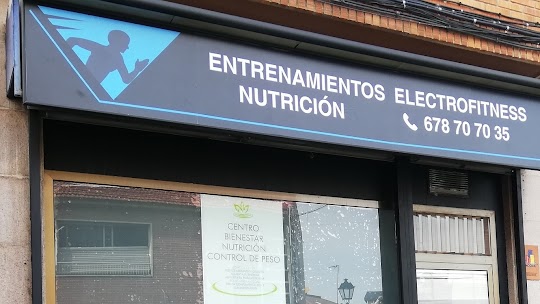 ENTRENAMIENTOS ELECTROFITNESS
NUTRICIÓN
678 70 70 35
CENTRO
BIENESTAR
NUTRICIÓN
CONTROL DE PESO